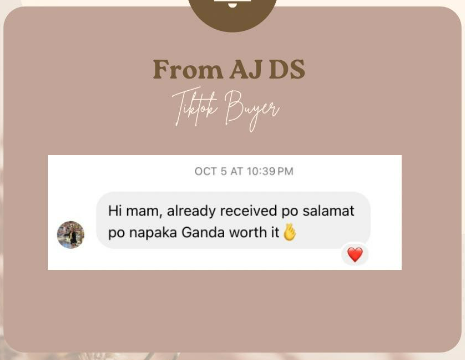 From AJ DS
Tiktok Buyer
OCT 5 AT 10:39 PM
Hi mam, already received po salamat
po napaka Ganda worth it🫰
❤️